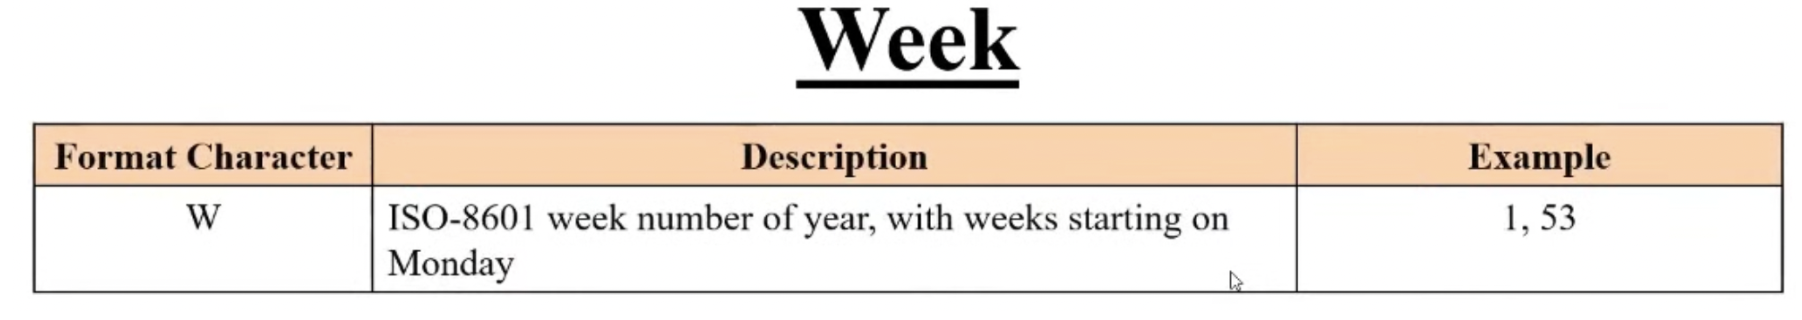 Week
Format Character Description Example
W ISO-8601 week number of year, with weeks starting on 1, 53
Monday